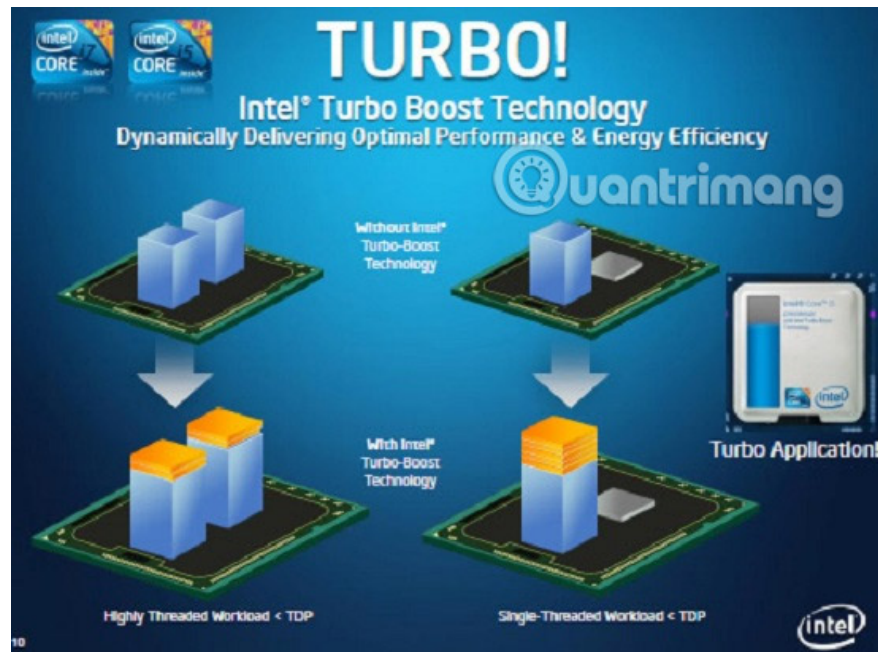 intel
CORE i7
inside
intel
CORE i5
inside
TURBO!
Intel® Turbo Boost Technology
Dynamically Delivering Optimal Performance & Energy Efficiency
Quantrimang
Without Intel®
Turbo-Boost
Technology
Turbo Application!
With Intel®
Turbo-Boost
Technology
intel
Highly Threaded Workload < TDP
Single-Threaded Workload < TDP
10
intel